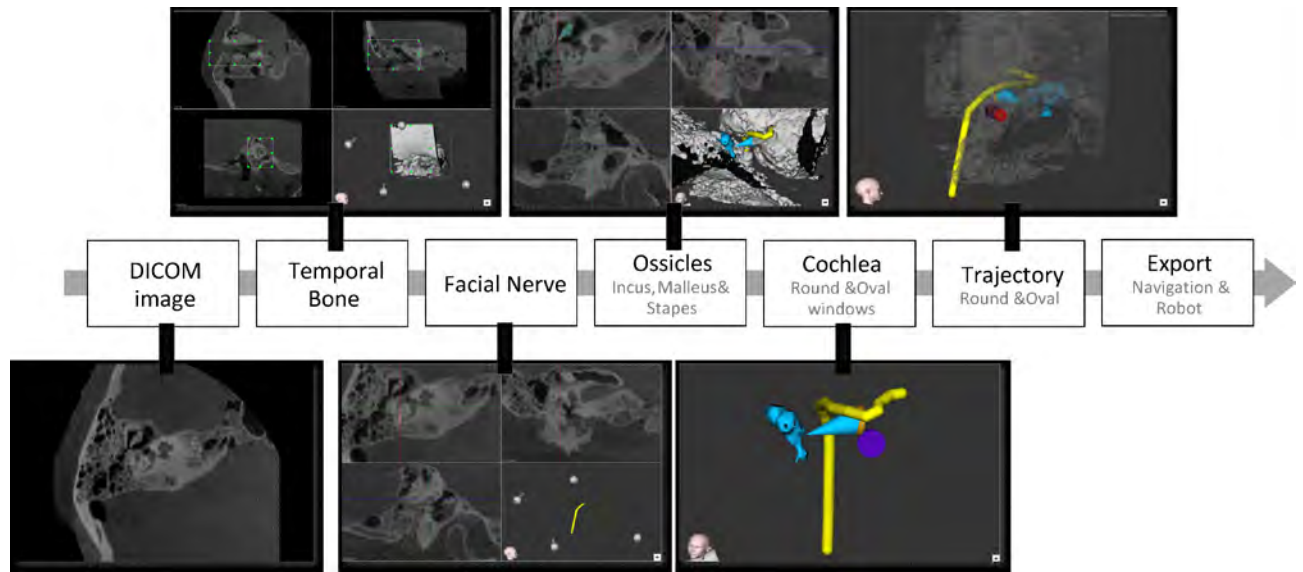 DICOM
image
Temporal
Bone
Facial Nerve
Ossicles
Incus,Malleus&
Stapes
Cochlea
Round &Oval
windows
Trajectory
Round &Oval
Export
Navigation &
Robot